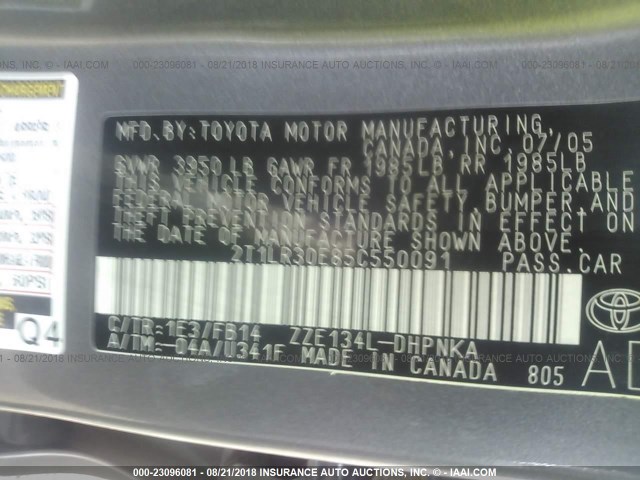 000-23096081 - 08/21/2018 INSURANCE AUTO AUCTIONS, INC. - © - IAAI.COM
MFD. BY: TOYOTA MOTOR MANUFACTURING,
CANADA, INC. 07/05
GVWR 3950 LB GAWR FR 1985LB, RR 1985LB
THIS VEHICLE CONFORMS TO ALL APPLICABLE
FEDERAL MOTOR VEHICLE SAFETY, BUMPER, AND
THEFT PREVENTION STANDARDS IN EFFECT ON
THE DATE OF MANUFACTURE SHOWN ABOVE.
2T1LR30E85C550091 PASS.CAR
C/TR: 1E3/FB14 ZZE134L-DHPNKA
A/TM: -04A/U341F MADE IN CANADA 805
TOYOTA
Q4
000-23096081 - 08/21/2018 INSURANCE AUTO AUCTIONS, INC. - © - IAAI.COM